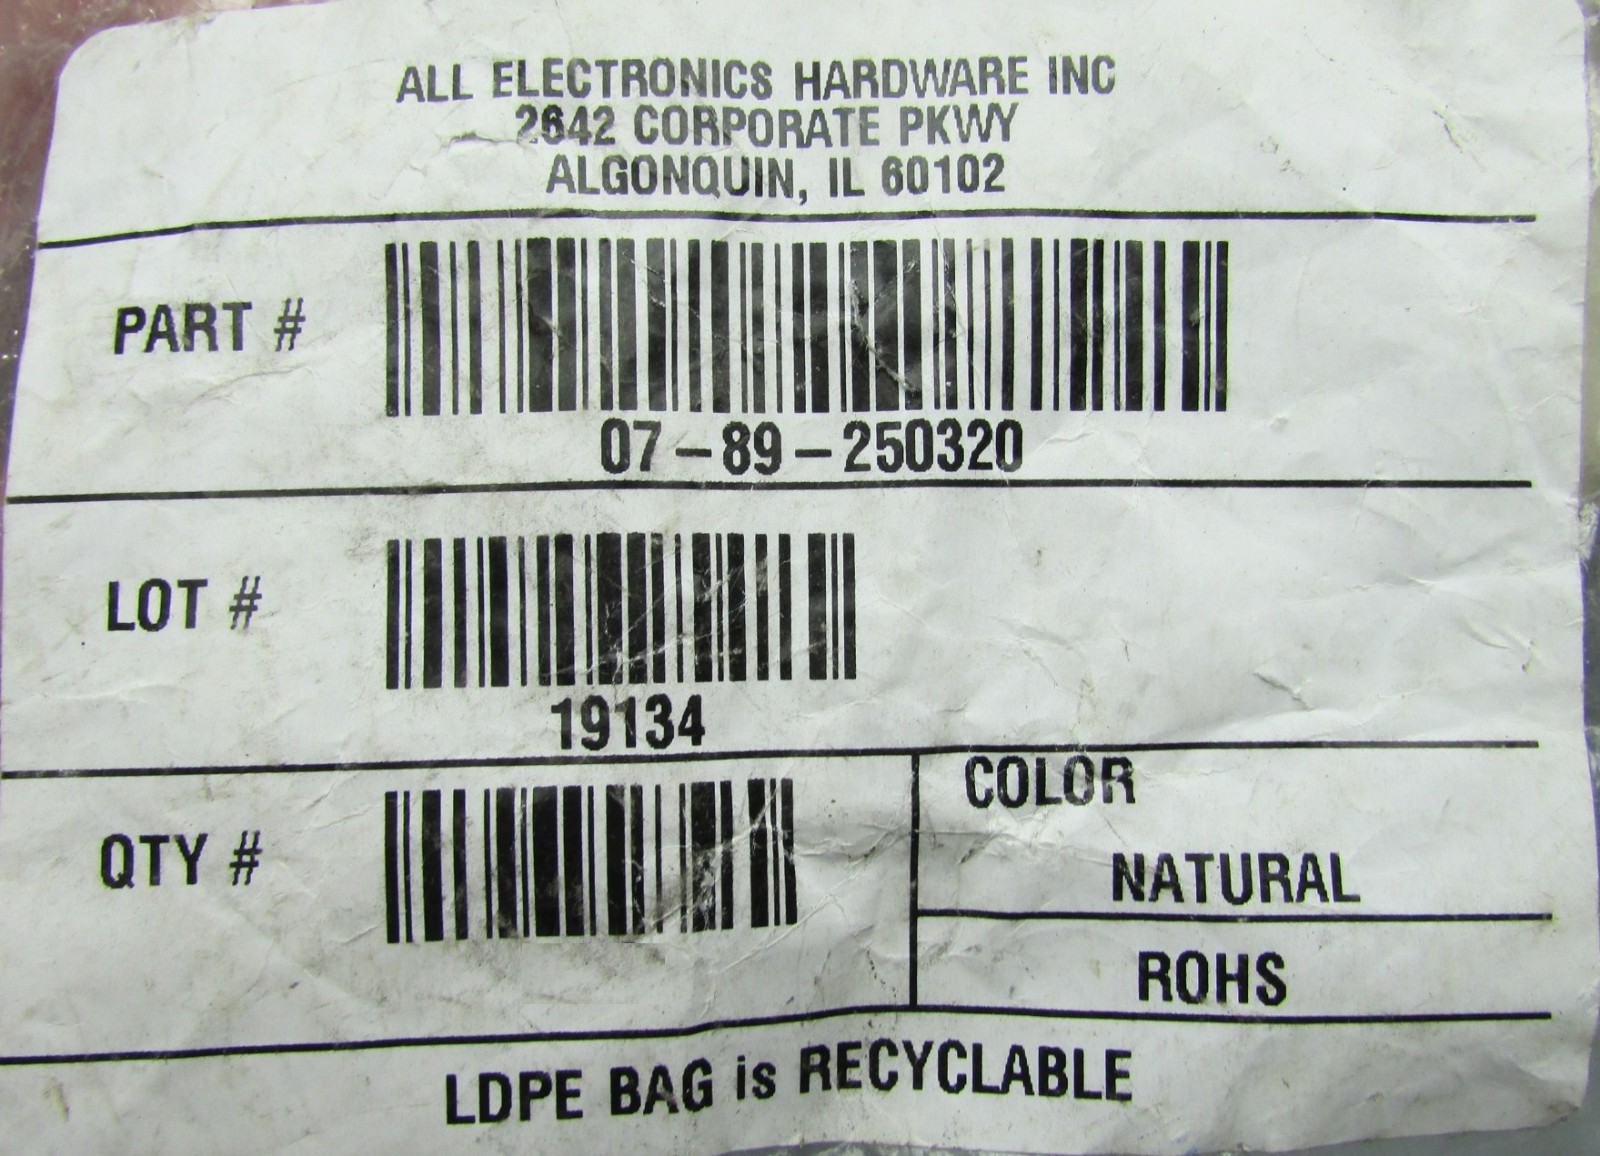 ALL ELECTRONICS HARDWARE INC
2642 CORPORATE PKWY
ALGONQUIN, IL 60102
PART #
07-89-250320
LOT #
19134
QTY #
COLOR
NATURAL
ROHS
LDPE BAG is RECYCLABLE